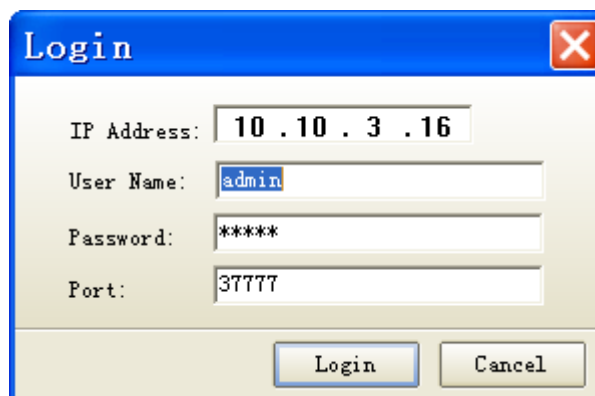 Login
IP Address: 10 .10 . 3 .16
User Name: admin
Password: *****
Port: 37777
Login Cancel